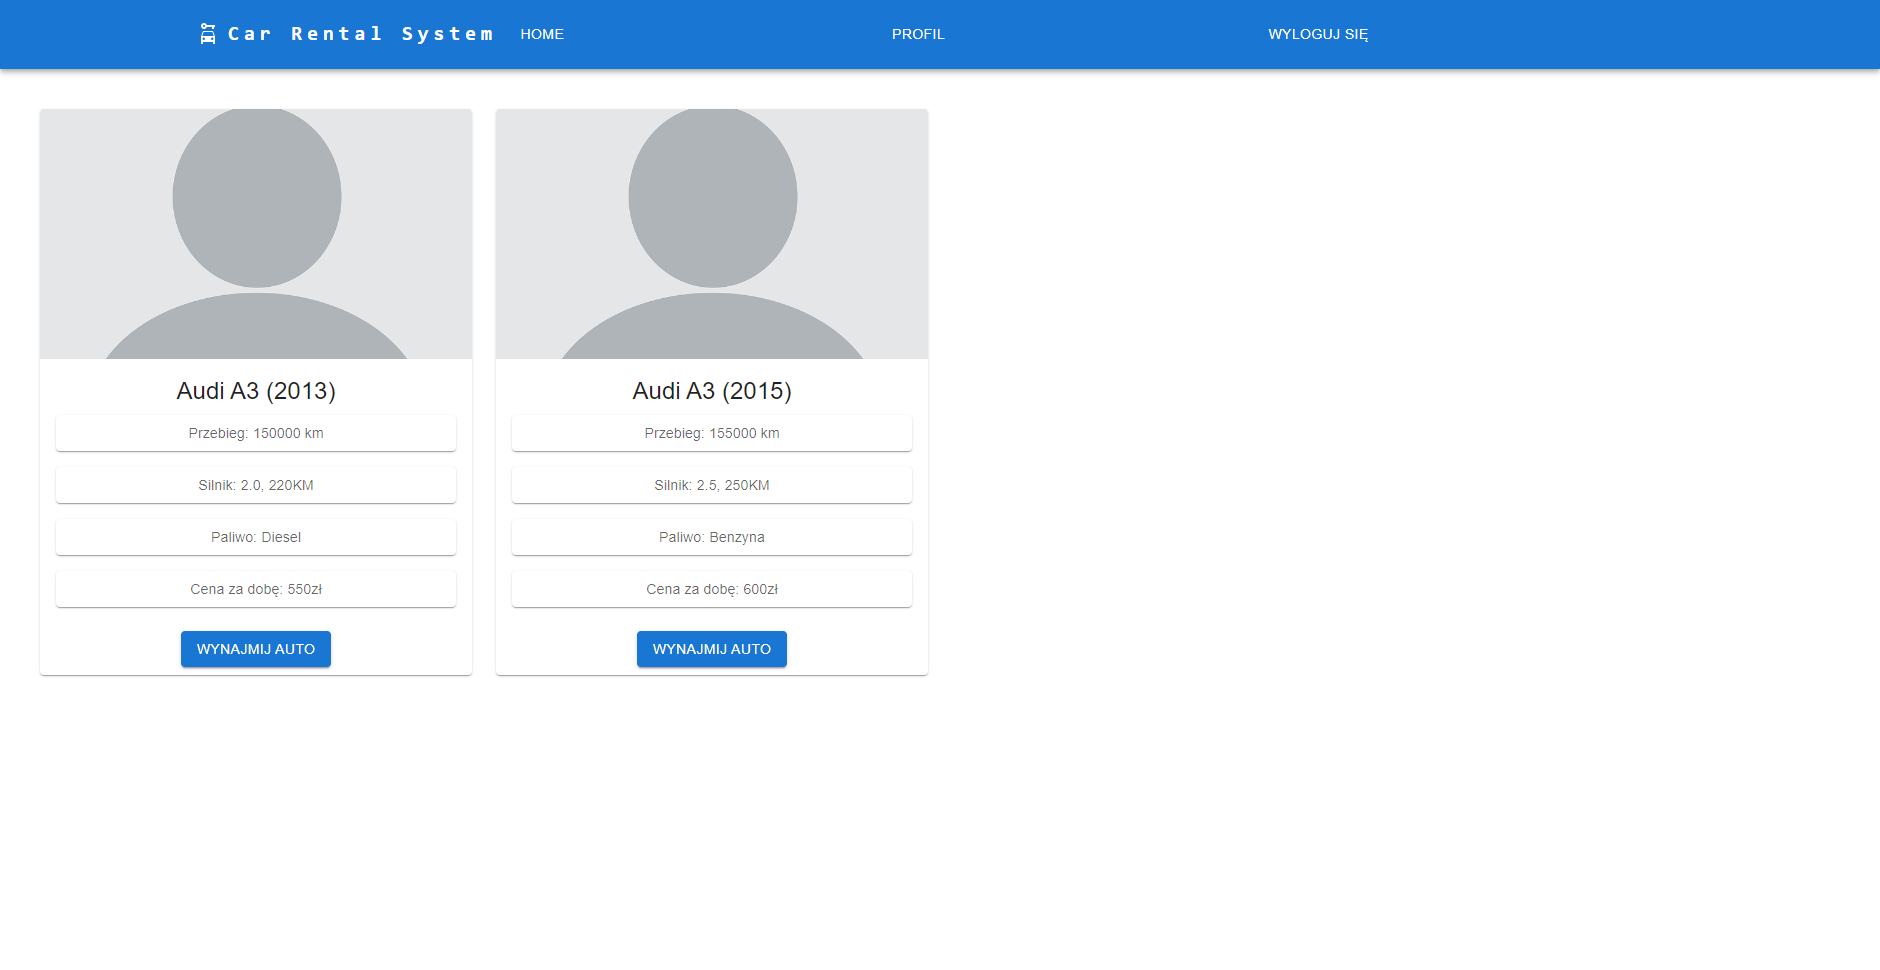 Car Rental System HOME PROFIL WYLOGUJ SIĘ
Audi A3 (2013)
Przebieg: 150000 km
Silnik: 2.0, 220KM
Paliwo: Diesel
Cena za dobę: 550zł
WYNAJMIJ AUTO
Audi A3 (2015)
Przebieg: 155000 km
Silnik: 2.5, 250KM
Paliwo: Benzyna
Cena za dobę: 600zł
WYNAJMIJ AUTO